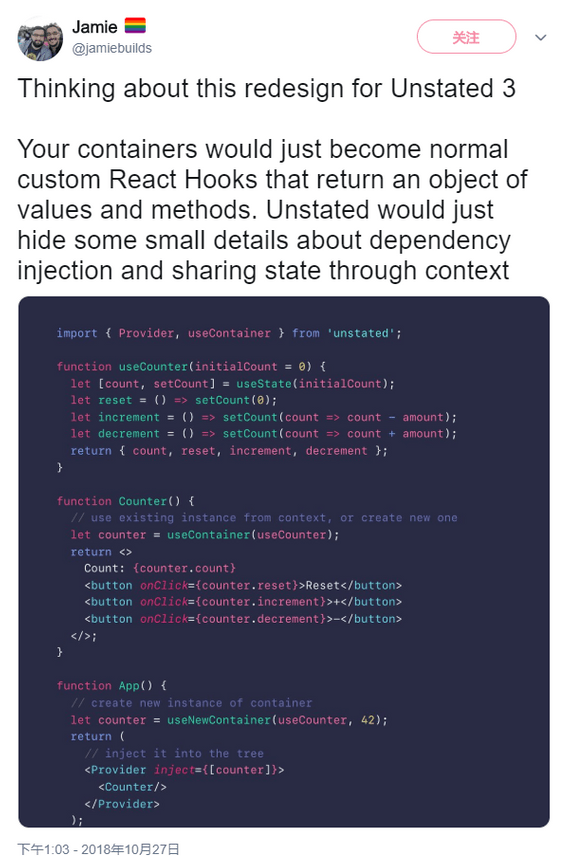 Jamie 🏳️‍🌈
@jamiebuilds
关注
Thinking about this redesign for Unstated 3
Your containers would just become normal
custom React Hooks that return an object of
values and methods. Unstated would just
hide some small details about dependency
injection and sharing state through context
import { Provider, useContainer } from 'unstated';
function useCounter(initialCount = 0) {
  let [count, setCount] = useState(initialCount);
  let reset = () => setCount(0);
  let increment = () => setCount(count => count - amount);
  let decrement = () => setCount(count => count + amount);
  return { count, reset, increment, decrement };
}
function Counter() {
  // use existing instance from context, or create new one
  let counter = useContainer(useCounter);
  return <>
    Count: {counter.count}
    <button onClick={counter.reset}>Reset</button>
    <button onClick={counter.increment}>+</button>
    <button onClick={counter.decrement}>-</button>
  </>;
}
function App() {
  // create new instance of container
  let counter = useNewContainer(useCounter, 42);
  return (
    // inject it into the tree
    <Provider inject={[counter]}>
      <Counter/>
    </Provider>
  );
下午1:03 - 2018年10月27日